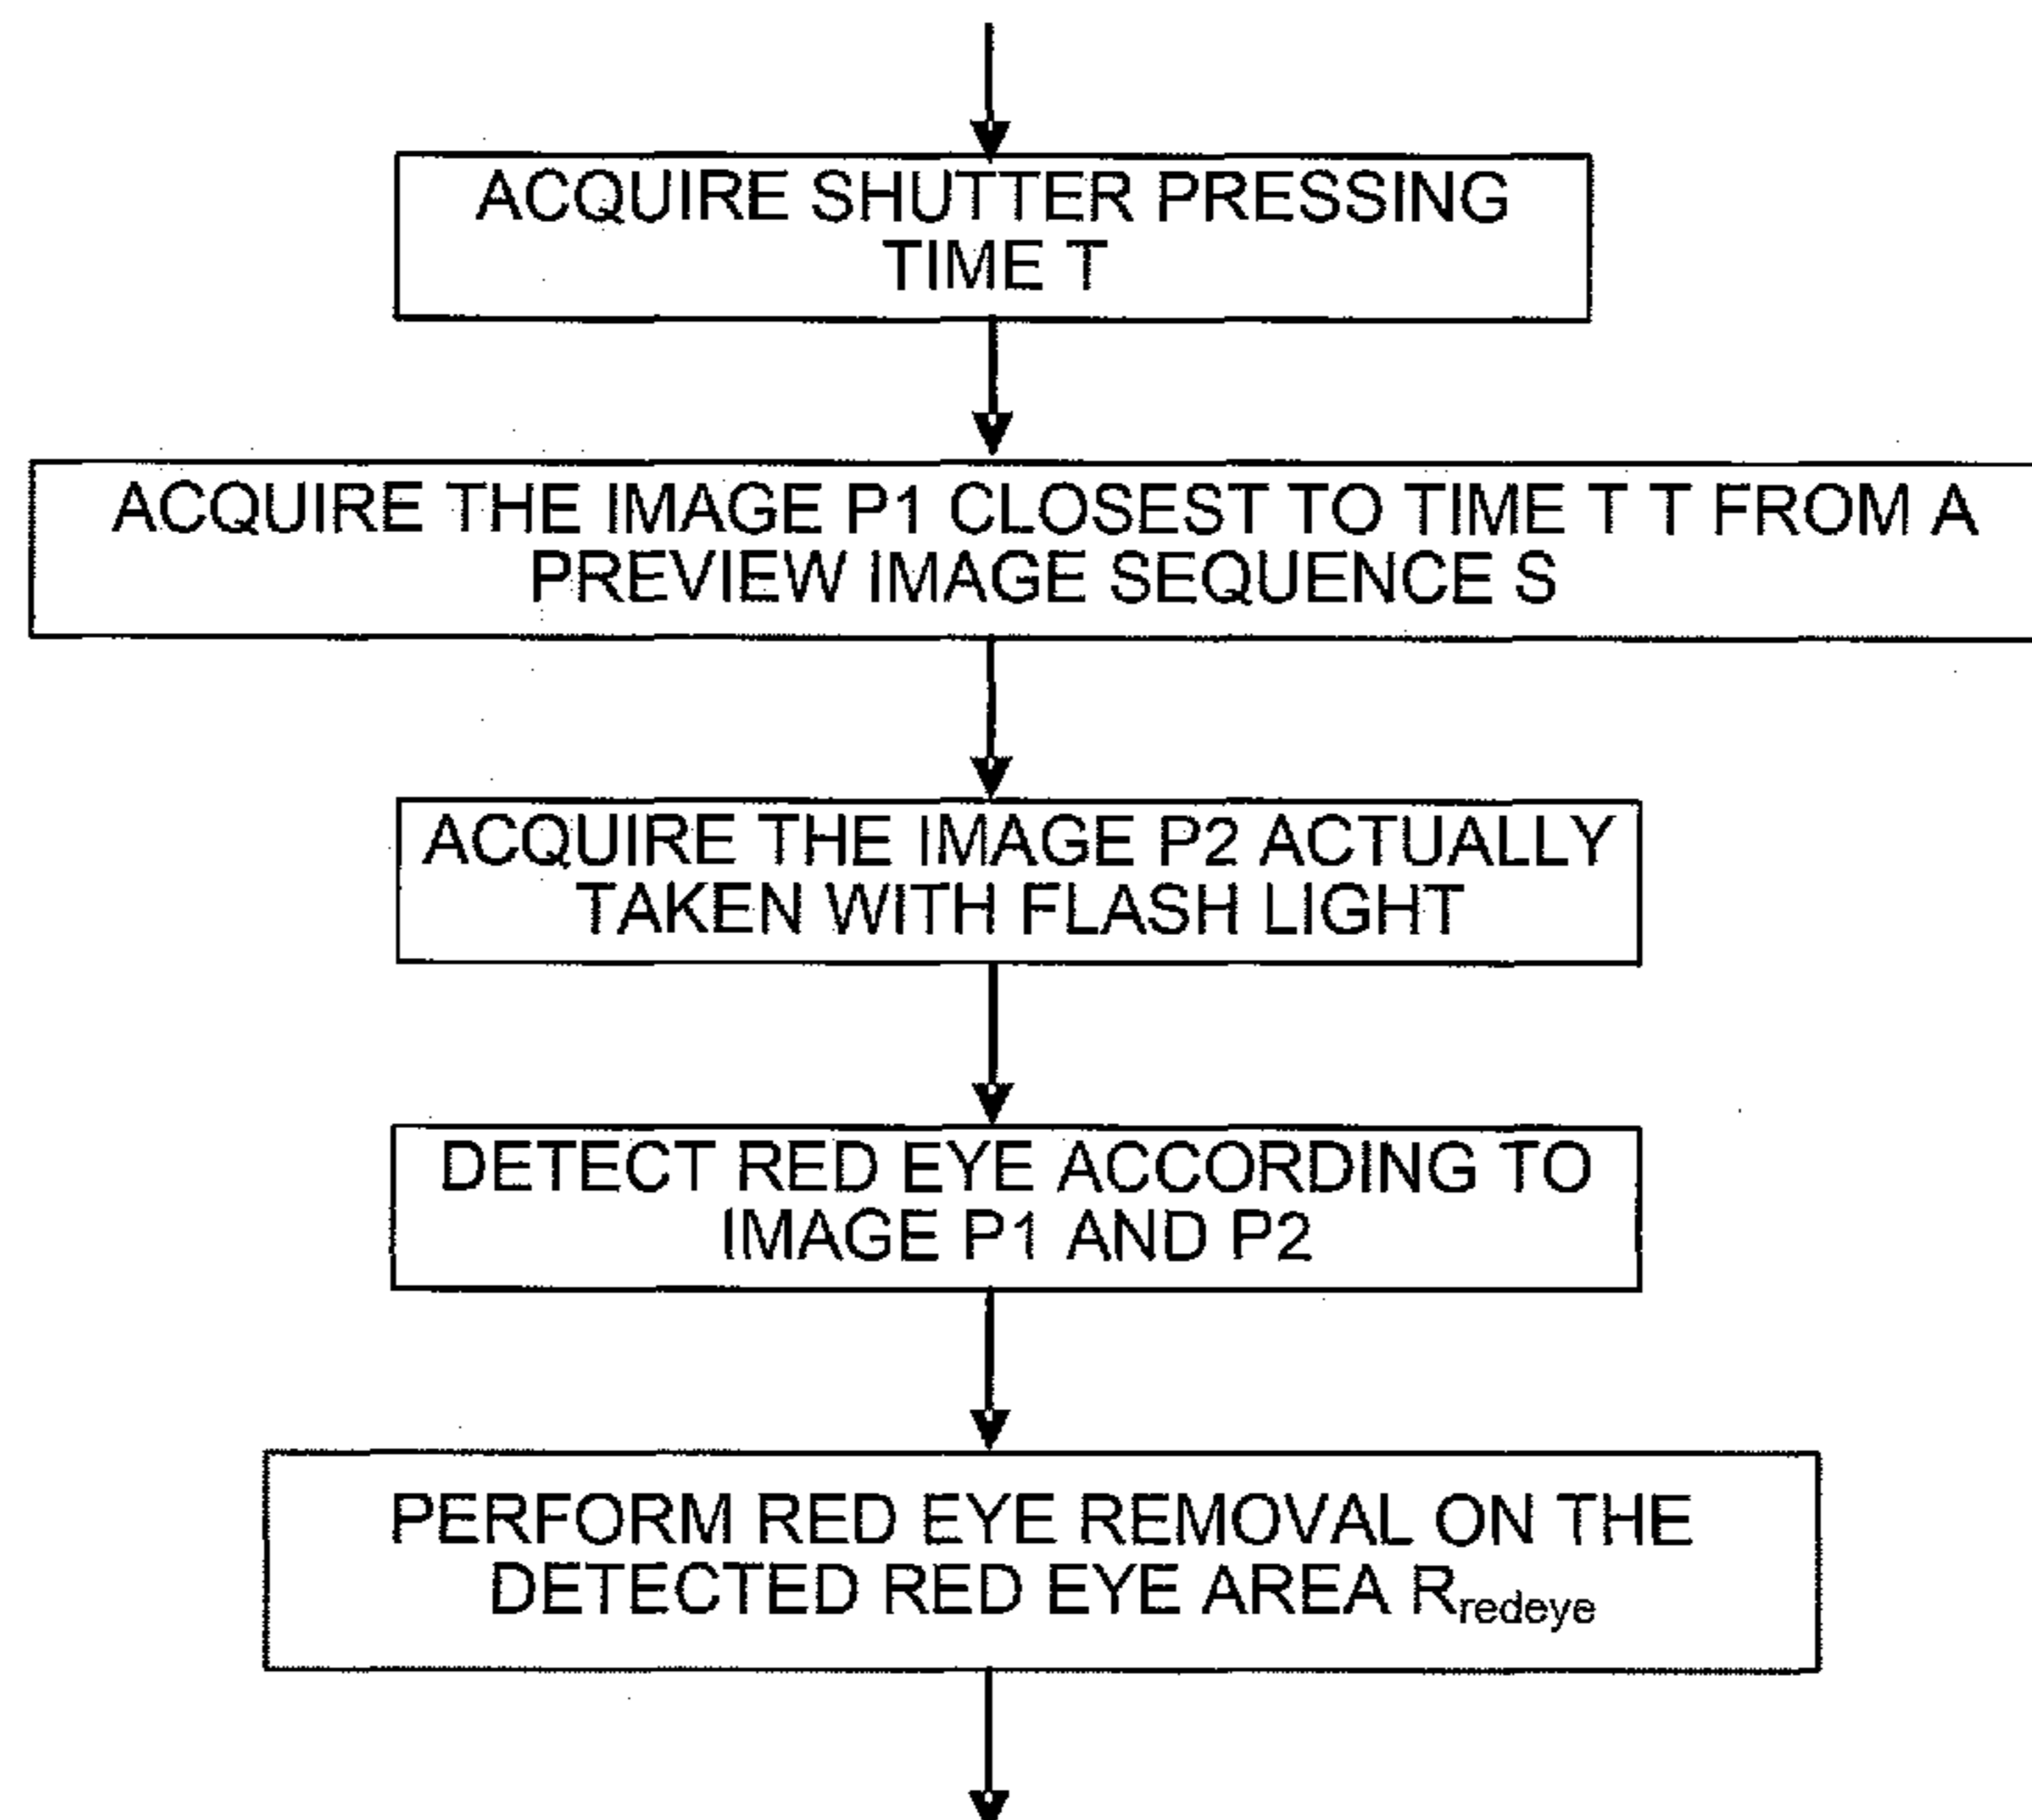 ACQUIRE SHUTTER PRESSING
TIME T
ACQUIRE THE IMAGE P1 CLOSEST TO TIME T T FROM A
PREVIEW IMAGE SEQUENCE S
ACQUIRE THE IMAGE P2 ACTUALLY
TAKEN WITH FLASH LIGHT
DETECT RED EYE ACCORDING TO
IMAGE P1 AND P2
PERFORM RED EYE REMOVAL ON THE
DETECTED RED EYE AREA Rredeye